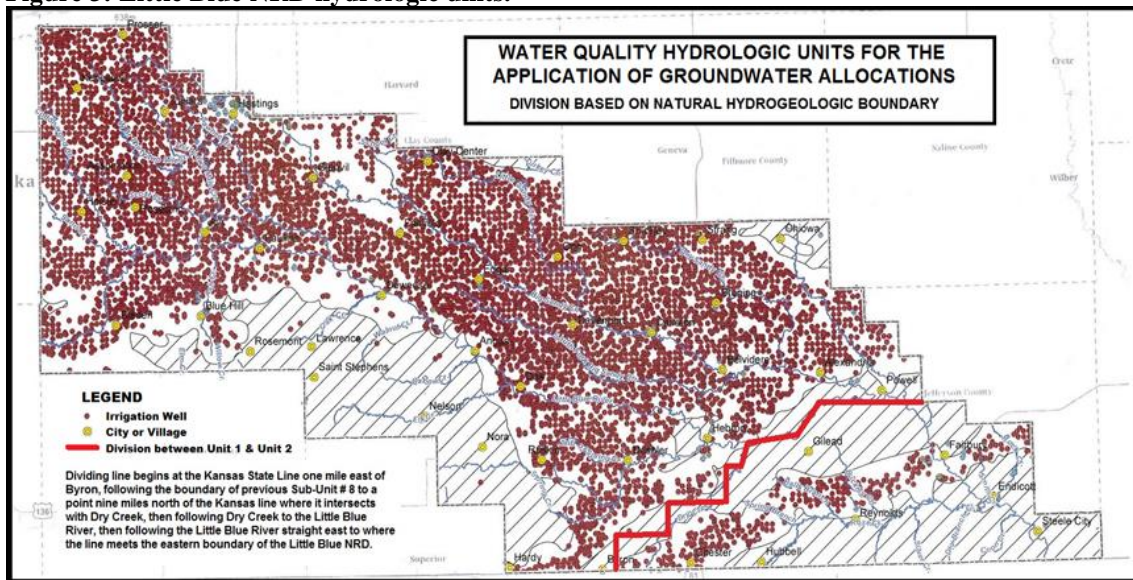 Figure 3. Little Blue NRD hydrologic units.
WATER QUALITY HYDROLOGIC UNITS FOR THE
APPLICATION OF GROUNDWATER ALLOCATIONS
DIVISION BASED ON NATURAL HYDROGEOLOGIC BOUNDARY
Prosser
Crete
Harvard
Hastings
Clay County
Clay Center
Geneva
Fillmore County
Saline County
Wilber
ka
Strang
Ohiowa
Blue Hill
Rosemont
Lawrence
Saint Stephens
Nelson
Nora
Angus
Belvidere
Alexandria
Powell
Jefferson County
Hebron
Gilead
Fairbury
Endicott
Reynolds
Steele City
Hardy
Byron
Chester
Hubbell
Superior
136
81
LEGEND
Irrigation Well
City or Village
Division between Unit 1 & Unit 2
Dividing line begins at the Kansas State Line one mile east of
Byron, following the boundary of previous Sub-Unit # 8 to a
point nine miles north of the Kansas line where it intersects
with Dry Creek, then following Dry Creek to the Little Blue
River, then following the Little Blue River straight east to where
the line meets the eastern boundary of the Little Blue NRD.